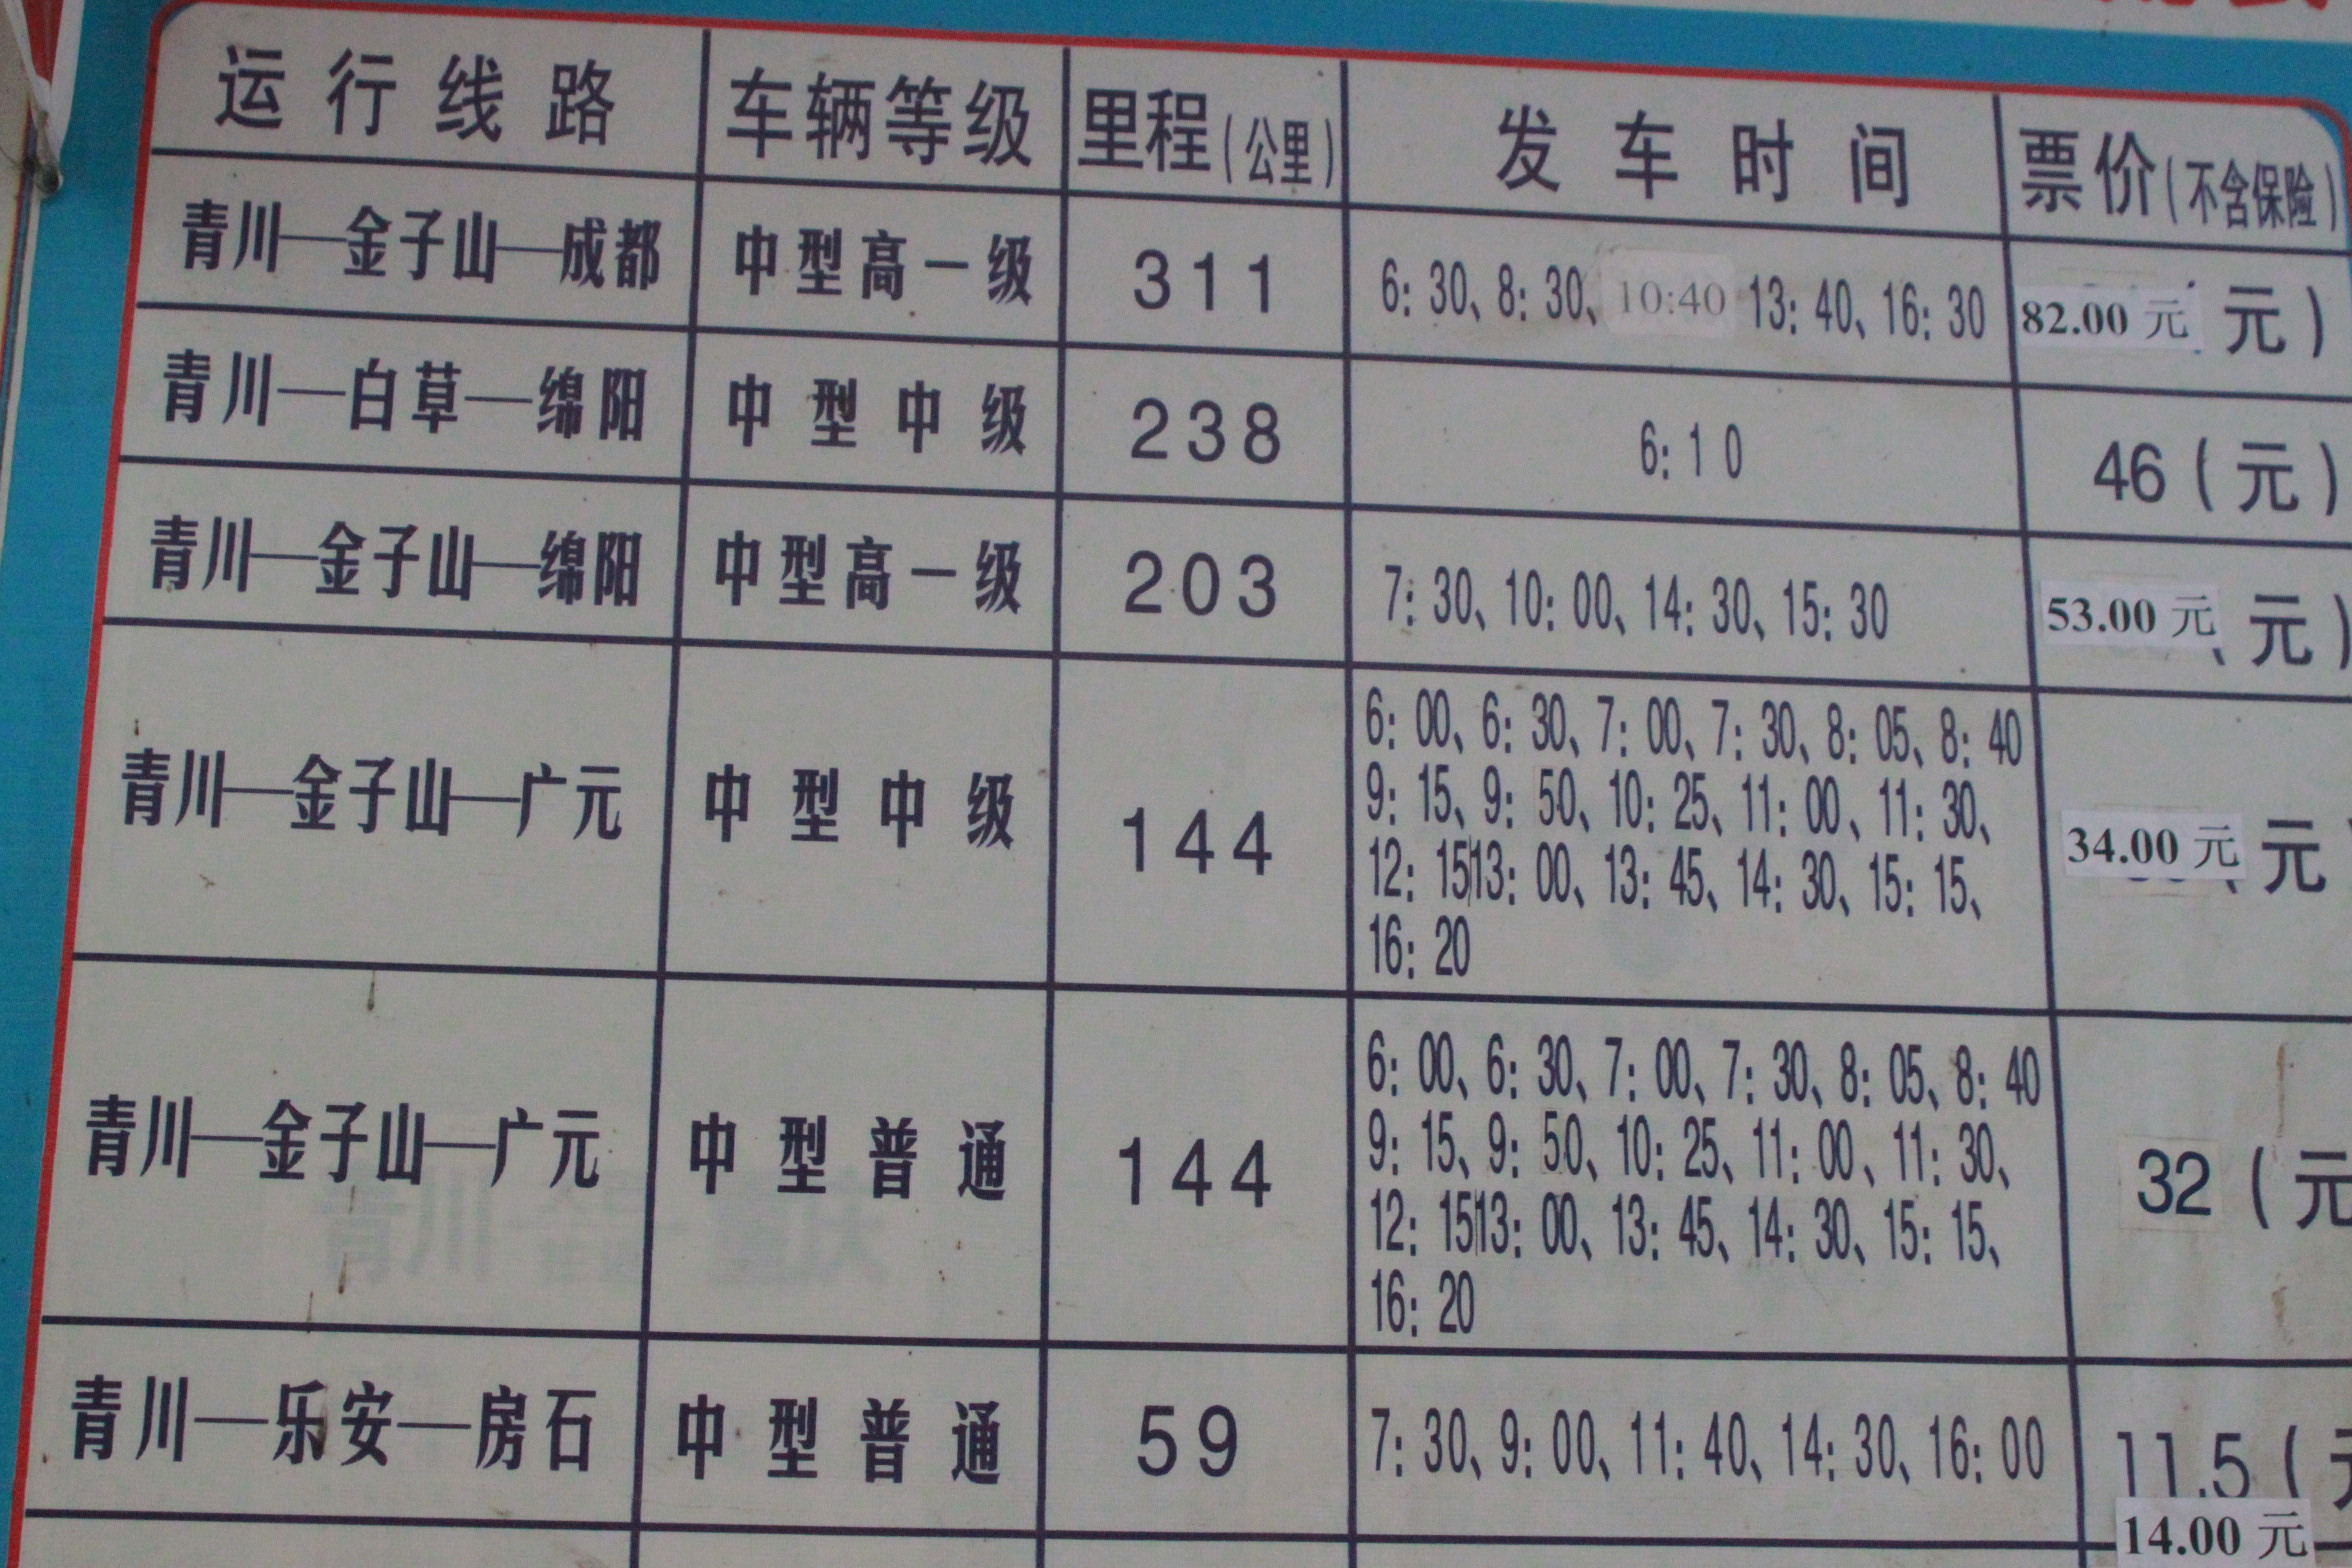 运行线路 车辆等级 里程(公里) 发车时间 票价(不含保险)
青川—金子山—成都 中型高一级 311 6:30、8:30、10:40 13:40、16:30 82.00元 元)
青川—白草—绵阳 中型中级 238 6:10 46(元)
青川—金子山—绵阳 中型高一级 203 7:30、10:00、14:30、15:30 53.00元 元)
青川—金子山—广元 中型中级 144 6:00、6:30、7:00、7:30、8:05、8:40
9:15、9:50、10:25、11:00、11:30、
12:15 13:00、13:45、14:30、15:15、
16:20
34.00元 元
青川—金子山—广元 中型普通 144 6:00、6:30、7:00、7:30、8:05、8:40
9:15、9:50、10:25、11:00、11:30、
12:15 13:00、13:45、14:30、15:15、
16:20
32(元
青川—乐安—房石 中型普通 59 7:30、9:00、11:40、14:30、16:00 11.5(元
14.00元